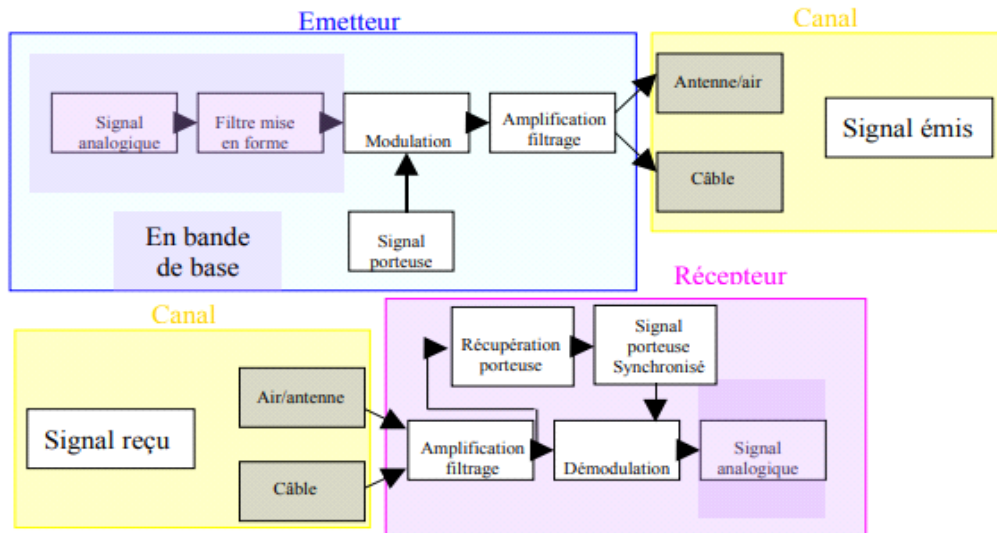 Emetteur
Canal
Signal
analogique
Filtre mise
en forme
Modulation
Amplification
filtrage
Antenne/air
Câble
Signal émis
Signal
porteuse
En bande
de base
Canal
Récepteur
Signal reçu
Air/antenne
Câble
Récupération
porteuse
Signal
porteuse
Synchronisé
Amplification
filtrage
Démodulation
Signal
analogique